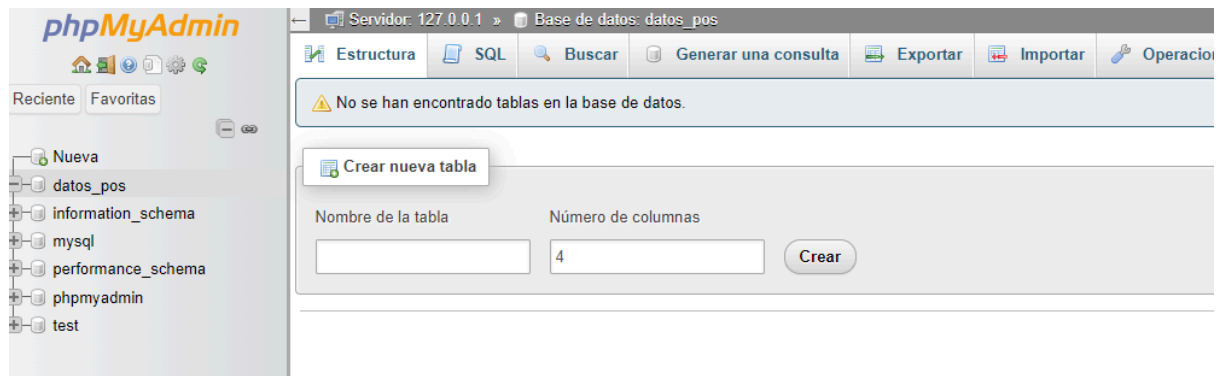 phpMyAdmin
Reciente Favoritas
Nueva
datos_pos
information_schema
mysql
performance_schema
phpmyadmin
test
Servidor: 127.0.0.1 » Base de datos: datos_pos
Estructura SQL Buscar Generar una consulta Exportar Importar
No se han encontrado tablas en la base de datos.
Crear nueva tabla
Nombre de la tabla Número de columnas
4 Crear